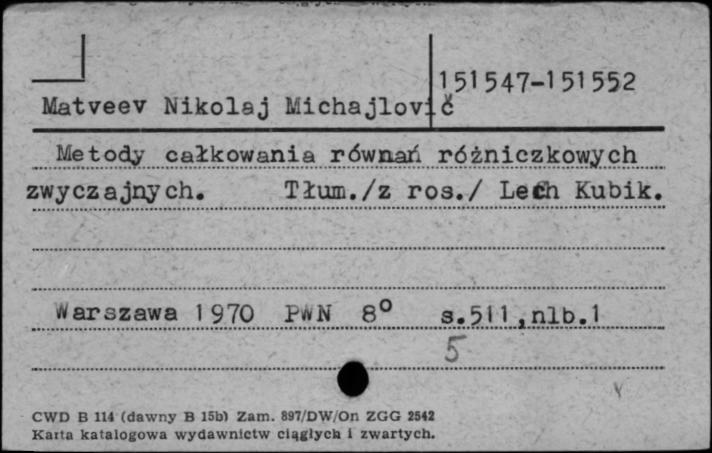 151547-151552
Matveev Nikolaj Michajlovič
Metody całkowania równań różniczkowych
zwyczajnych. Tłum./z ros./ Lech Kubik.
Warszawa 1970 PWN 8° s.511,nlb.1
5
CWD B 114 (dawny B 15b) Zam. 897/DW/On ZGG 2542
Karta katalogowa wydawnictw ciągłych i zwartych.